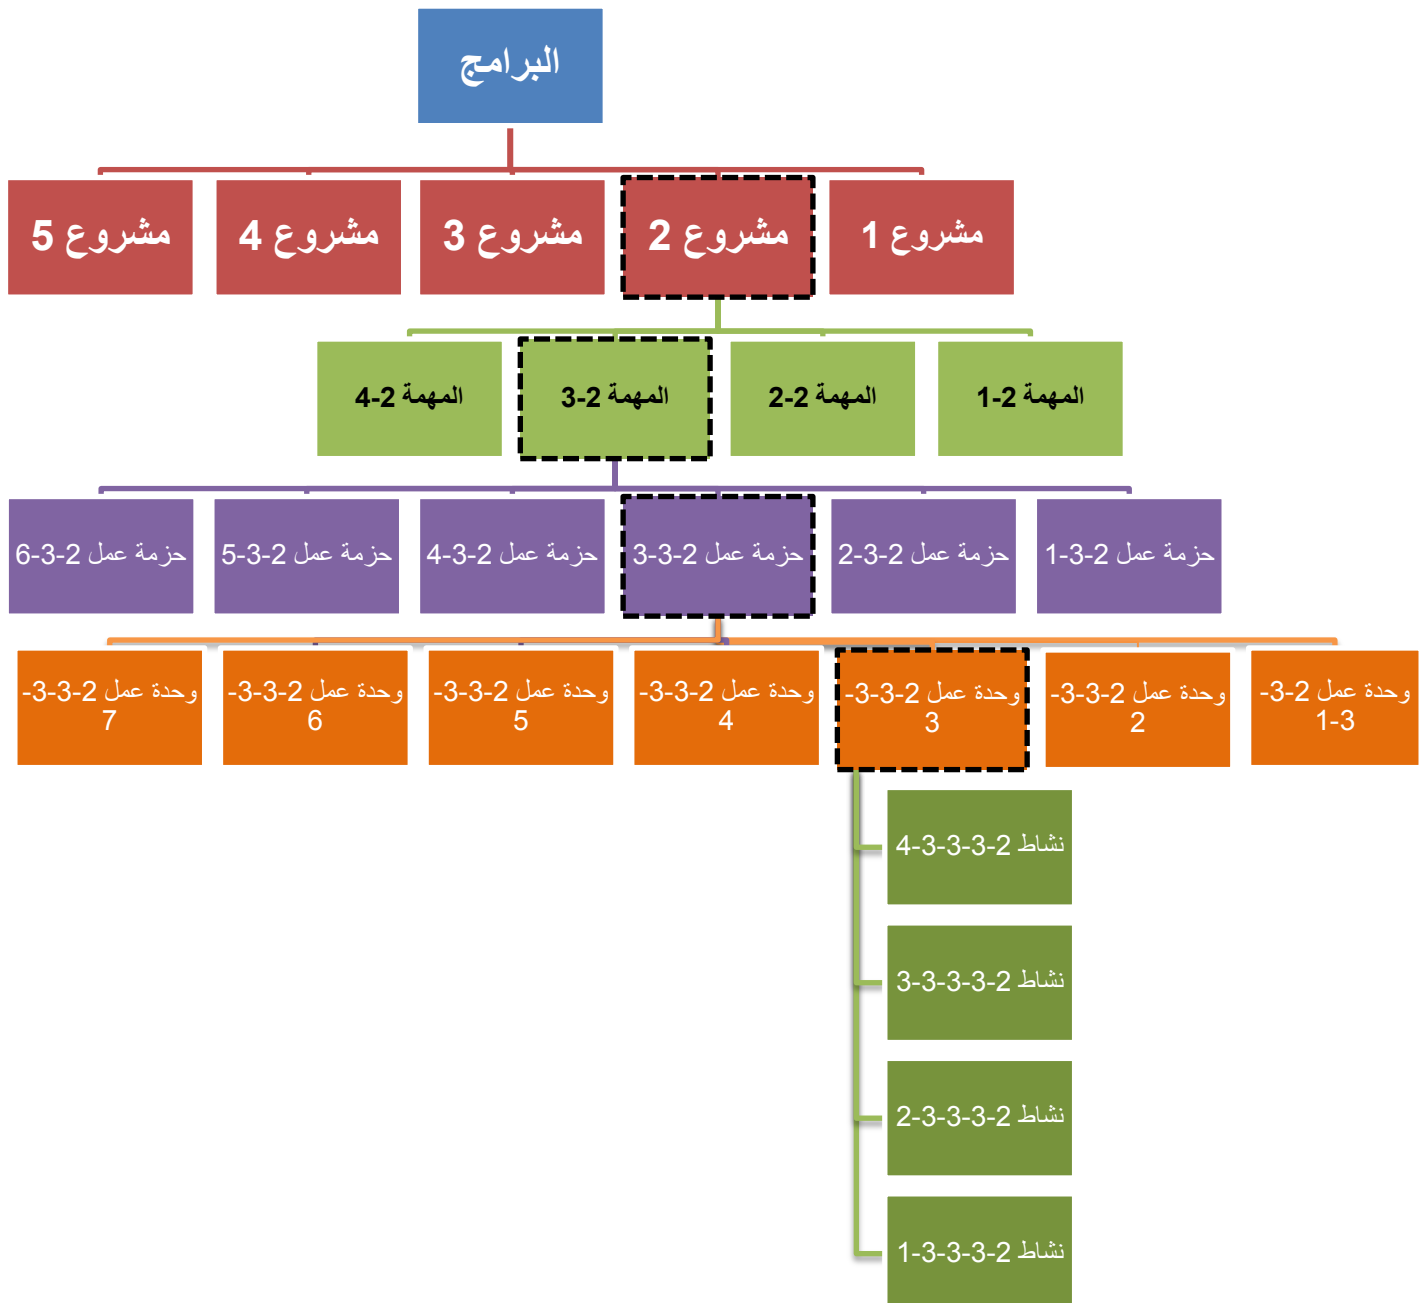 البرامج
مشروع 1
مشروع 2
مشروع 3
مشروع 4
مشروع 5
المهمة 2-1
المهمة 2-2
المهمة 2-3
المهمة 2-4
حزمة عمل 2-3-1
حزمة عمل 2-3-2
حزمة عمل 2-3-3
حزمة عمل 2-3-4
حزمة عمل 2-3-5
حزمة عمل 2-3-6
وحدة عمل 2-3-
3-1
وحدة عمل 2-3-3-
2
وحدة عمل 2-3-3-
3
وحدة عمل 2-3-3-
4
وحدة عمل 2-3-3-
5
وحدة عمل 2-3-3-
6
وحدة عمل 2-3-3-
7
نشاط 2-3-3-3-4
نشاط 2-3-3-3-3
نشاط 2-3-3-3-2
نشاط 2-3-3-3-1